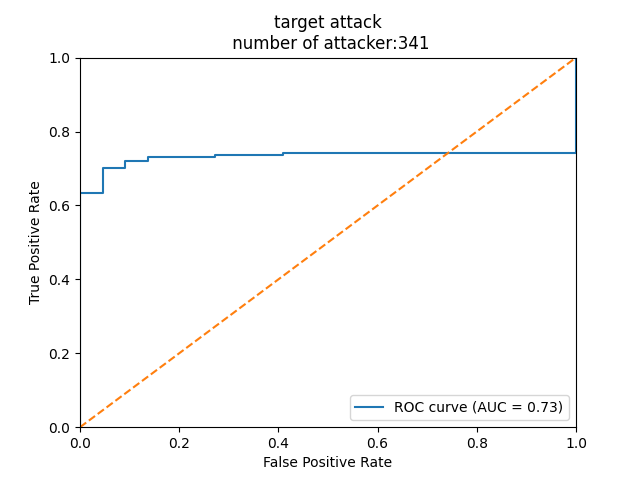 target attack
number of attacker:341
1.0
0.8
0.6
0.4
0.2
0.0
True Positive Rate
ROC curve (AUC = 0.73)
0.0 0.2 0.4 0.6 0.8 1.0
False Positive Rate